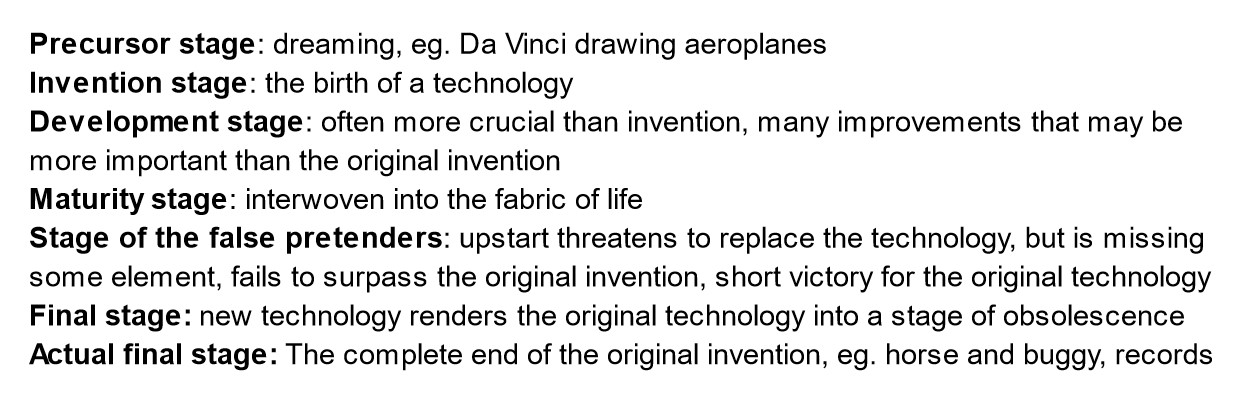 Precursor stage: dreaming, eg. Da Vinci drawing aeroplanes
Invention stage: the birth of a technology
Development stage: often more crucial than invention, many improvements that may be
more important than the original invention
Maturity stage: interwoven into the fabric of life
Stage of the false pretenders: upstart threatens to replace the technology, but is missing
some element, fails to surpass the original invention, short victory for the original technology
Final stage: new technology renders the original technology into a stage of obsolescence
Actual final stage: The complete end of the original invention, eg. horse and buggy, records